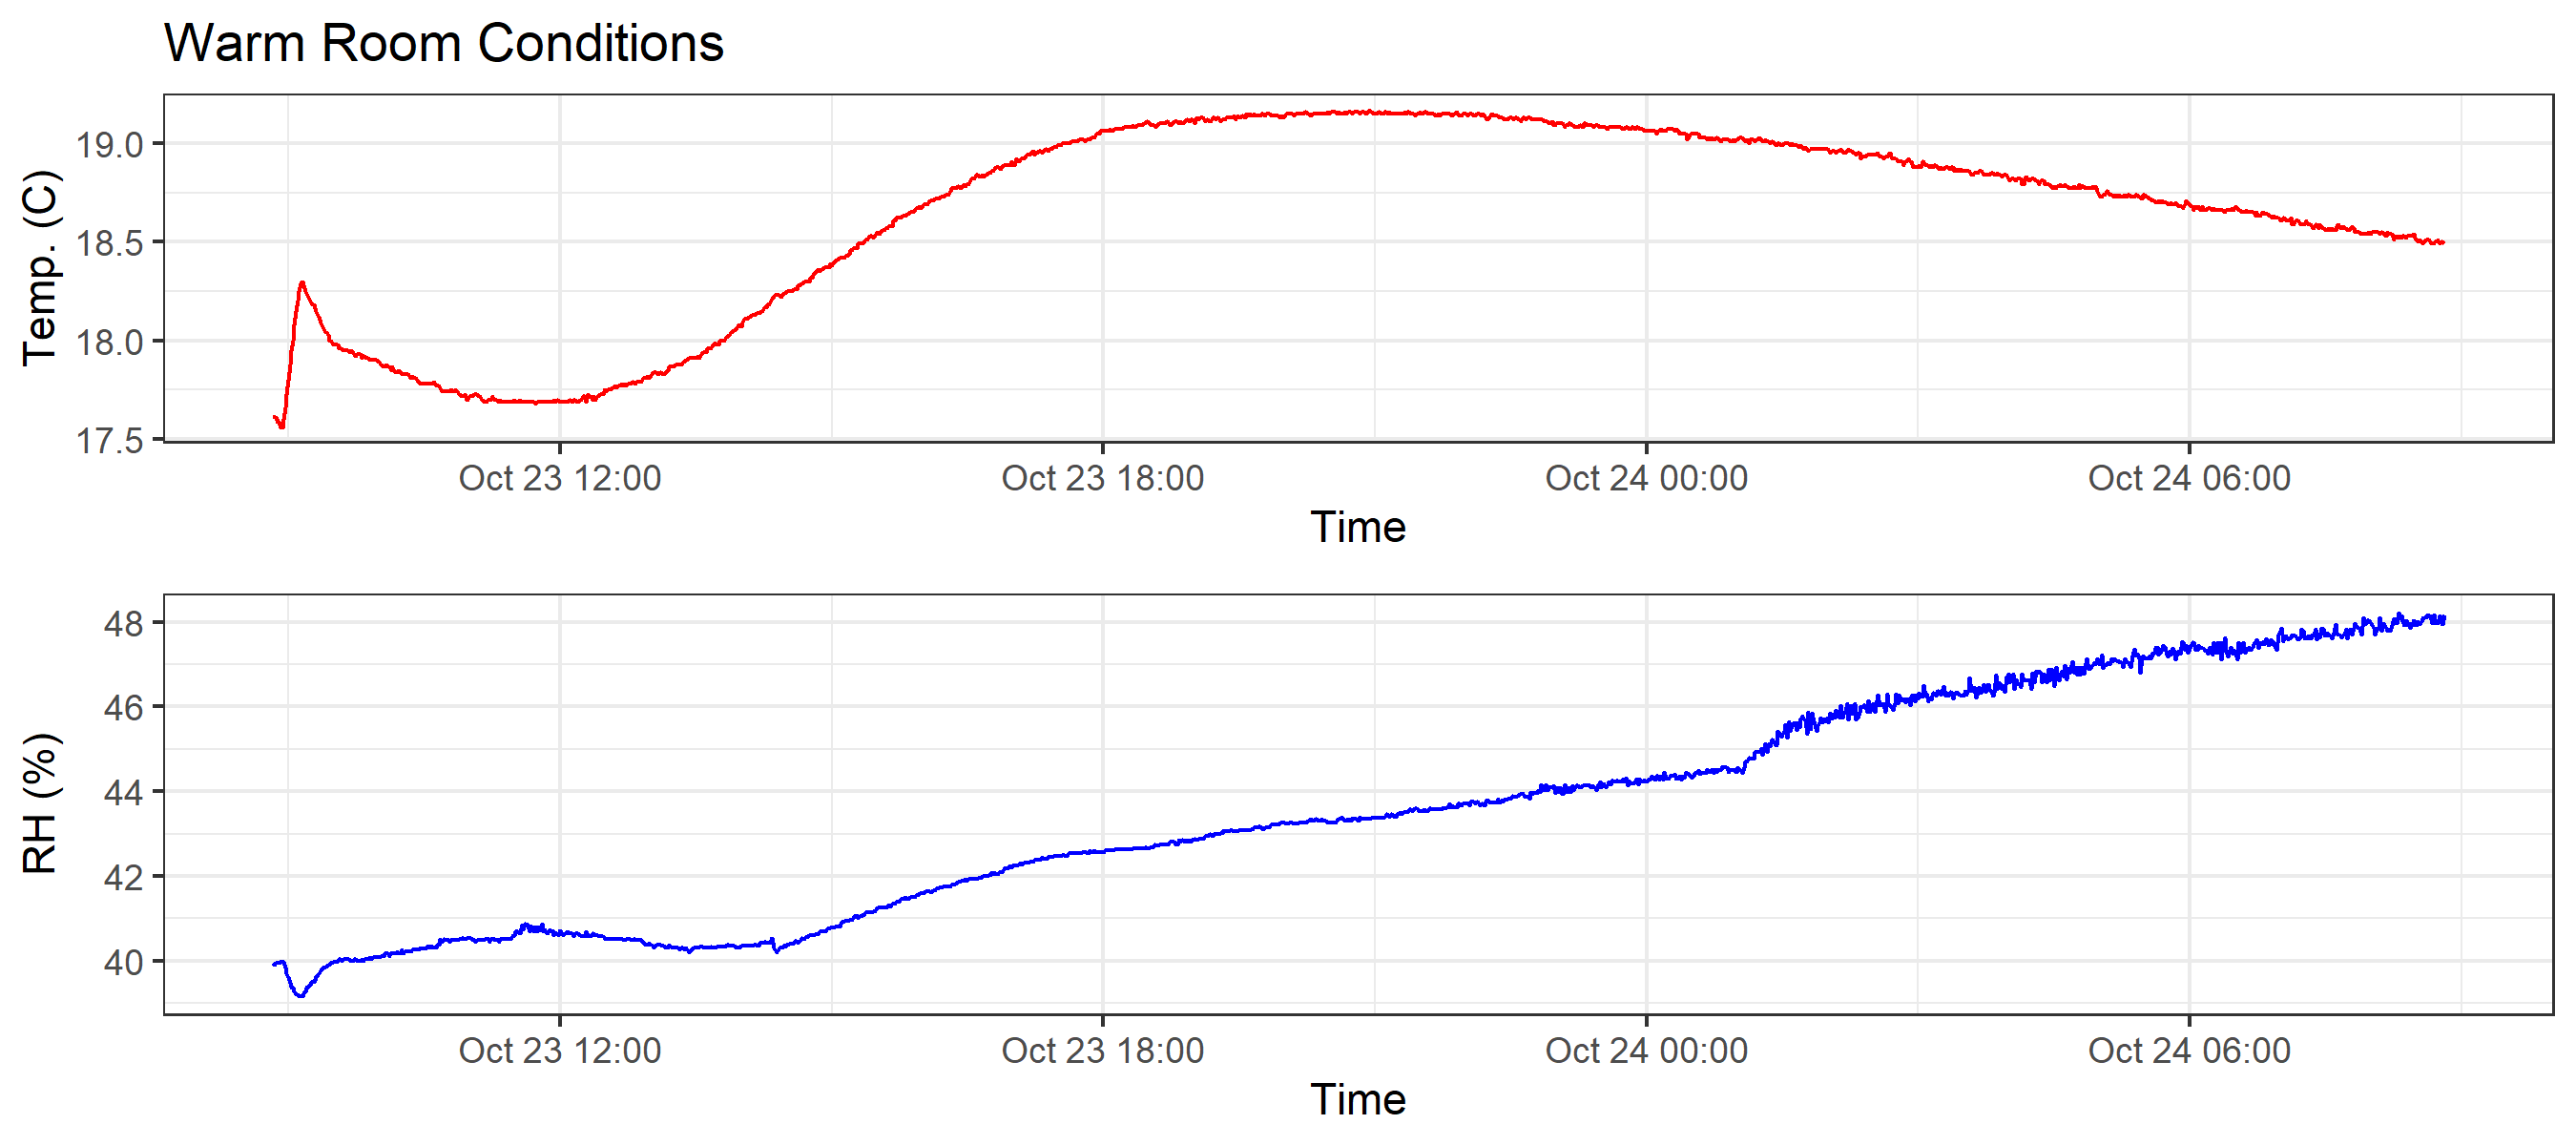 Warm Room Conditions
19.0
18.5
18.0
17.5
Temp. (C)
Oct 23 12:00 Oct 23 18:00 Oct 24 00:00 Oct 24 06:00
Time
48
46
44
42
40
RH (%)
Oct 23 12:00 Oct 23 18:00 Oct 24 00:00 Oct 24 06:00
Time